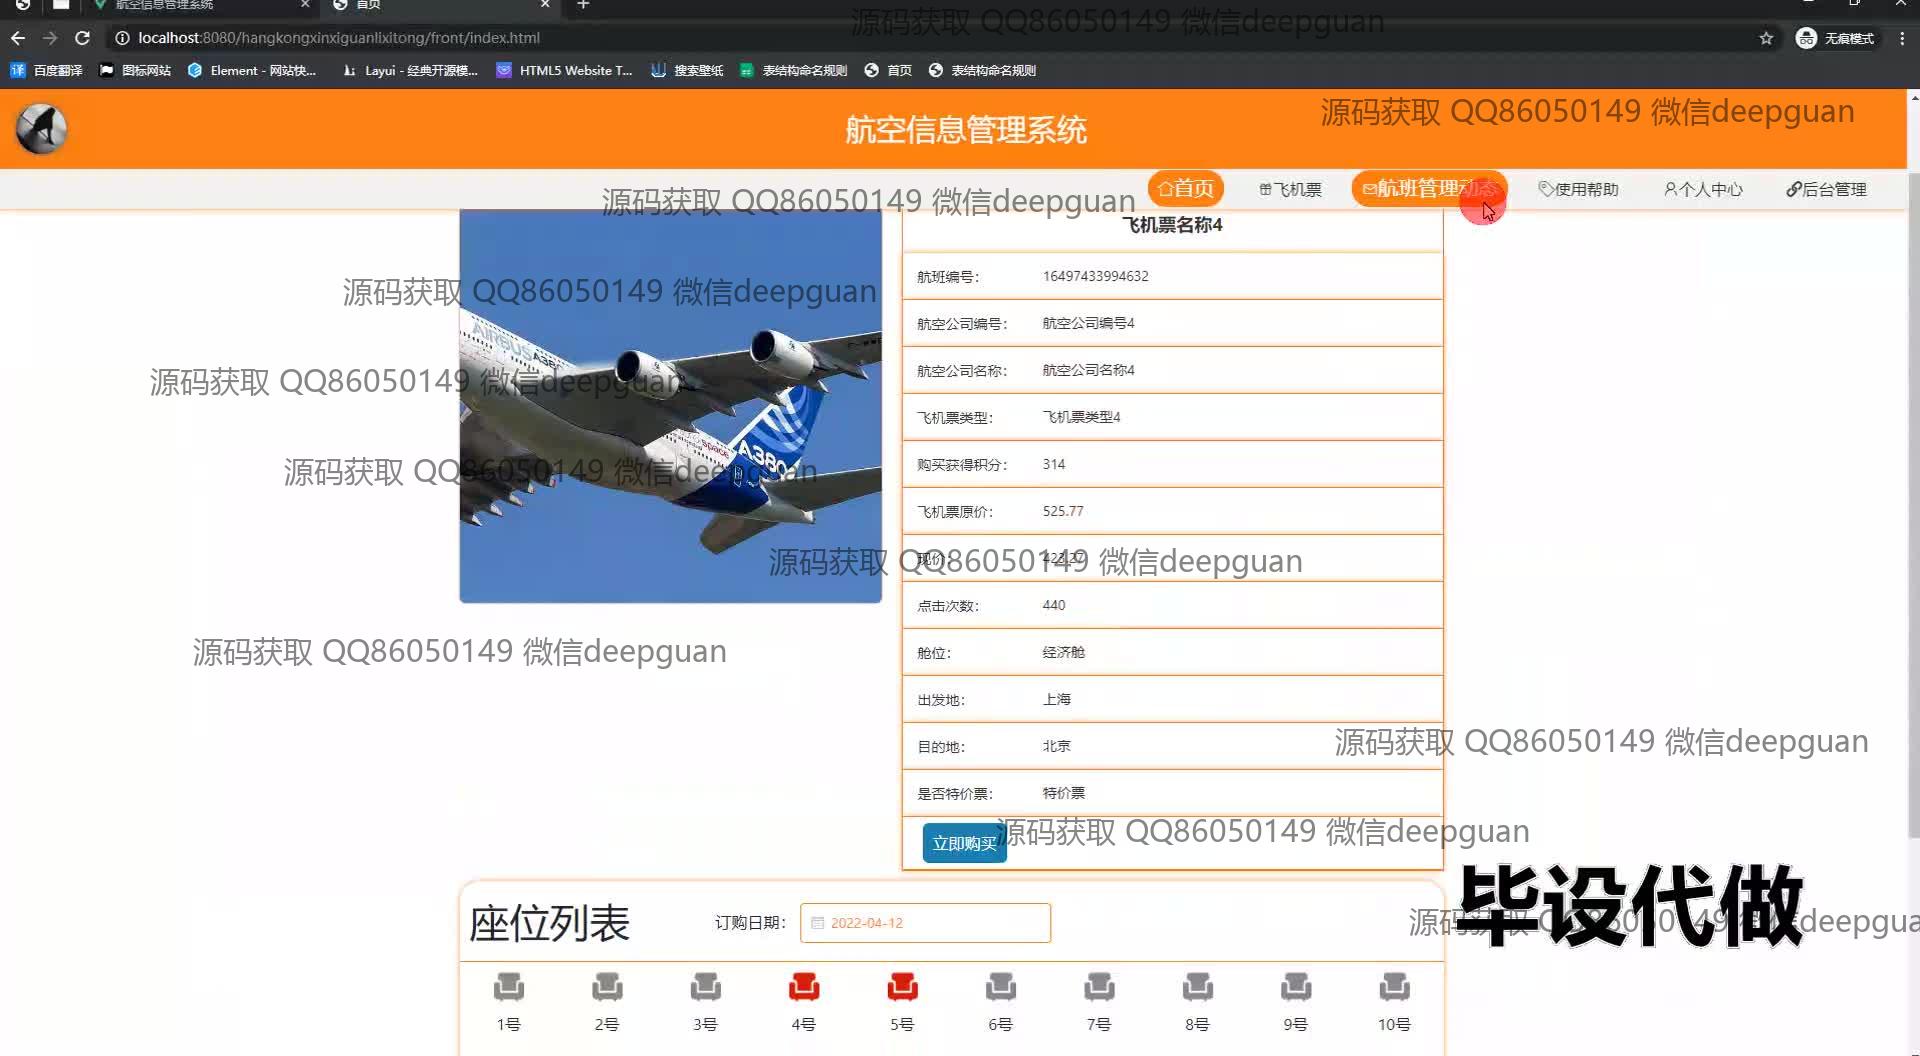 航空信息管理系统
首页
源码获取 QQ86050149 微信deepguan
localhost:8080/hangkongxinxiguanlixitong/front/index.html
无痕模式
百度翻译 图标网站 Element - 网站快... Layui - 经典开源模... HTML5 Website T... 搜索壁纸 表结构命名规则 首页 表结构命名规则
航空信息管理系统
源码获取 QQ86050149 微信deepguan
首页 飞机票 航班管理动态 使用帮助 个人中心 后台管理
源码获取 QQ86050149 微信deepguan
飞机票名称4
航班编号： 16497433994632
源码获取 QQ86050149 微信deepguan
航空公司编号： 航空公司编号4
AIRBUS A380
航空公司名称： 航空公司名称4
源码获取 QQ86050149 微信deepguan
飞机票类型： 飞机票类型4
A380
购买获得积分： 314
源码获取 QQ86050149 微信deepguan
飞机票原价： 525.77
现价： 423.27
源码获取 QQ86050149 微信deepguan
点击次数： 440
舱位： 经济舱
源码获取 QQ86050149 微信deepguan
出发地： 上海
目的地： 北京
源码获取 QQ86050149 微信deepguan
是否特价票： 特价票
立即购买
源码获取 QQ86050149 微信deepguan
毕设代做
座位列表 订购日期： 2022-04-12
源码获取 QQ86050149 微信deepgua
1号 2号 3号 4号 5号 6号 7号 8号 9号 10号